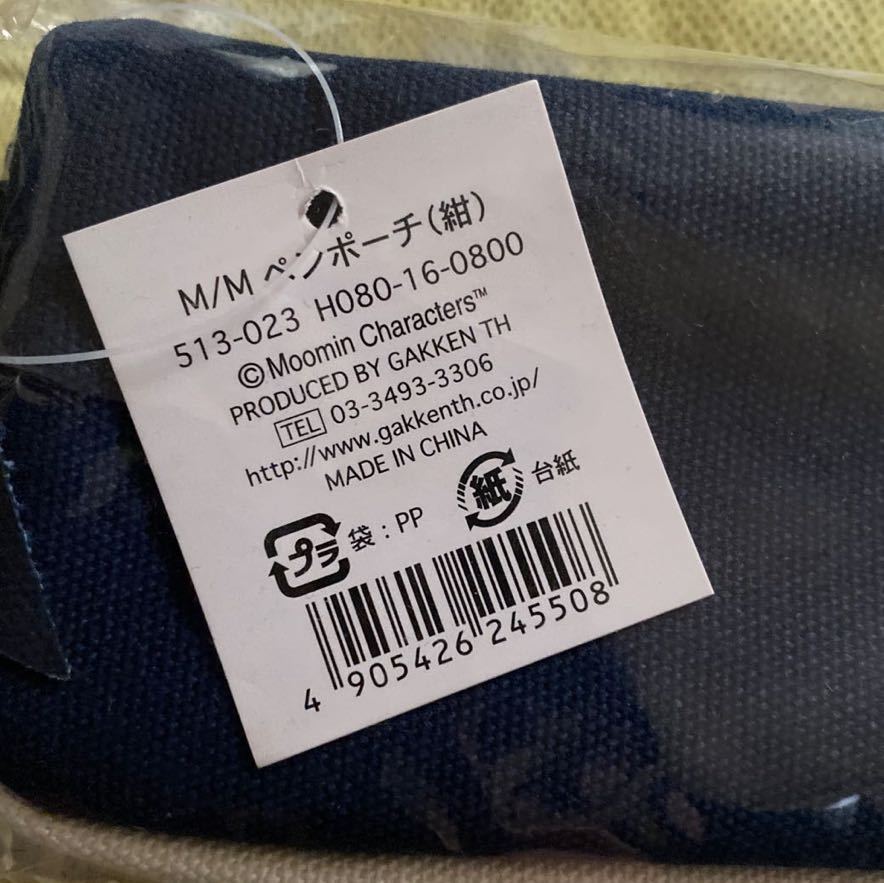 M/M ペンポーチ(紺)
513-023 H080-16-0800
©Moomin Characters™
PRODUCED BY GAKKEN TH
TEL 03-3493-3306
http://www.gakkenth.co.jp/
MADE IN CHINA
プラ 袋:PP 紙 台紙
4 905426 245508